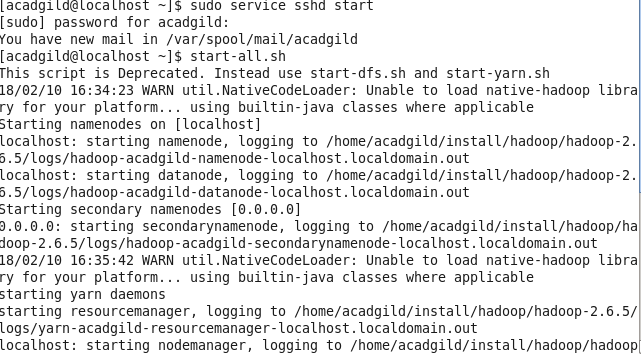 [acadgild@localhost ~]$ sudo service sshd start
[sudo] password for acadgild:
You have new mail in /var/spool/mail/acadgild
[acadgild@localhost ~]$ start-all.sh
This script is Deprecated. Instead use start-dfs.sh and start-yarn.sh
18/02/10 16:34:23 WARN util.NativeCodeLoader: Unable to load native-hadoop libra
ry for your platform... using builtin-java classes where applicable
Starting namenodes on [localhost]
localhost: starting namenode, logging to /home/acadgild/install/hadoop/hadoop-2.
6.5/logs/hadoop-acadgild-namenode-localhost.localdomain.out
localhost: starting datanode, logging to /home/acadgild/install/hadoop/hadoop-2.
6.5/logs/hadoop-acadgild-datanode-localhost.localdomain.out
Starting secondary namenodes [0.0.0.0]
0.0.0.0: starting secondarynamenode, logging to /home/acadgild/install/hadoop/ha
doop-2.6.5/logs/hadoop-acadgild-secondarynamenode-localhost.localdomain.out
18/02/10 16:35:42 WARN util.NativeCodeLoader: Unable to load native-hadoop libra
ry for your platform... using builtin-java classes where applicable
starting yarn daemons
starting resourcemanager, logging to /home/acadgild/install/hadoop/hadoop-2.6.5/
logs/yarn-acadgild-resourcemanager-localhost.localdomain.out
localhost: starting nodemanager, logging to /home/acadgild/install/hadoop/hadoop